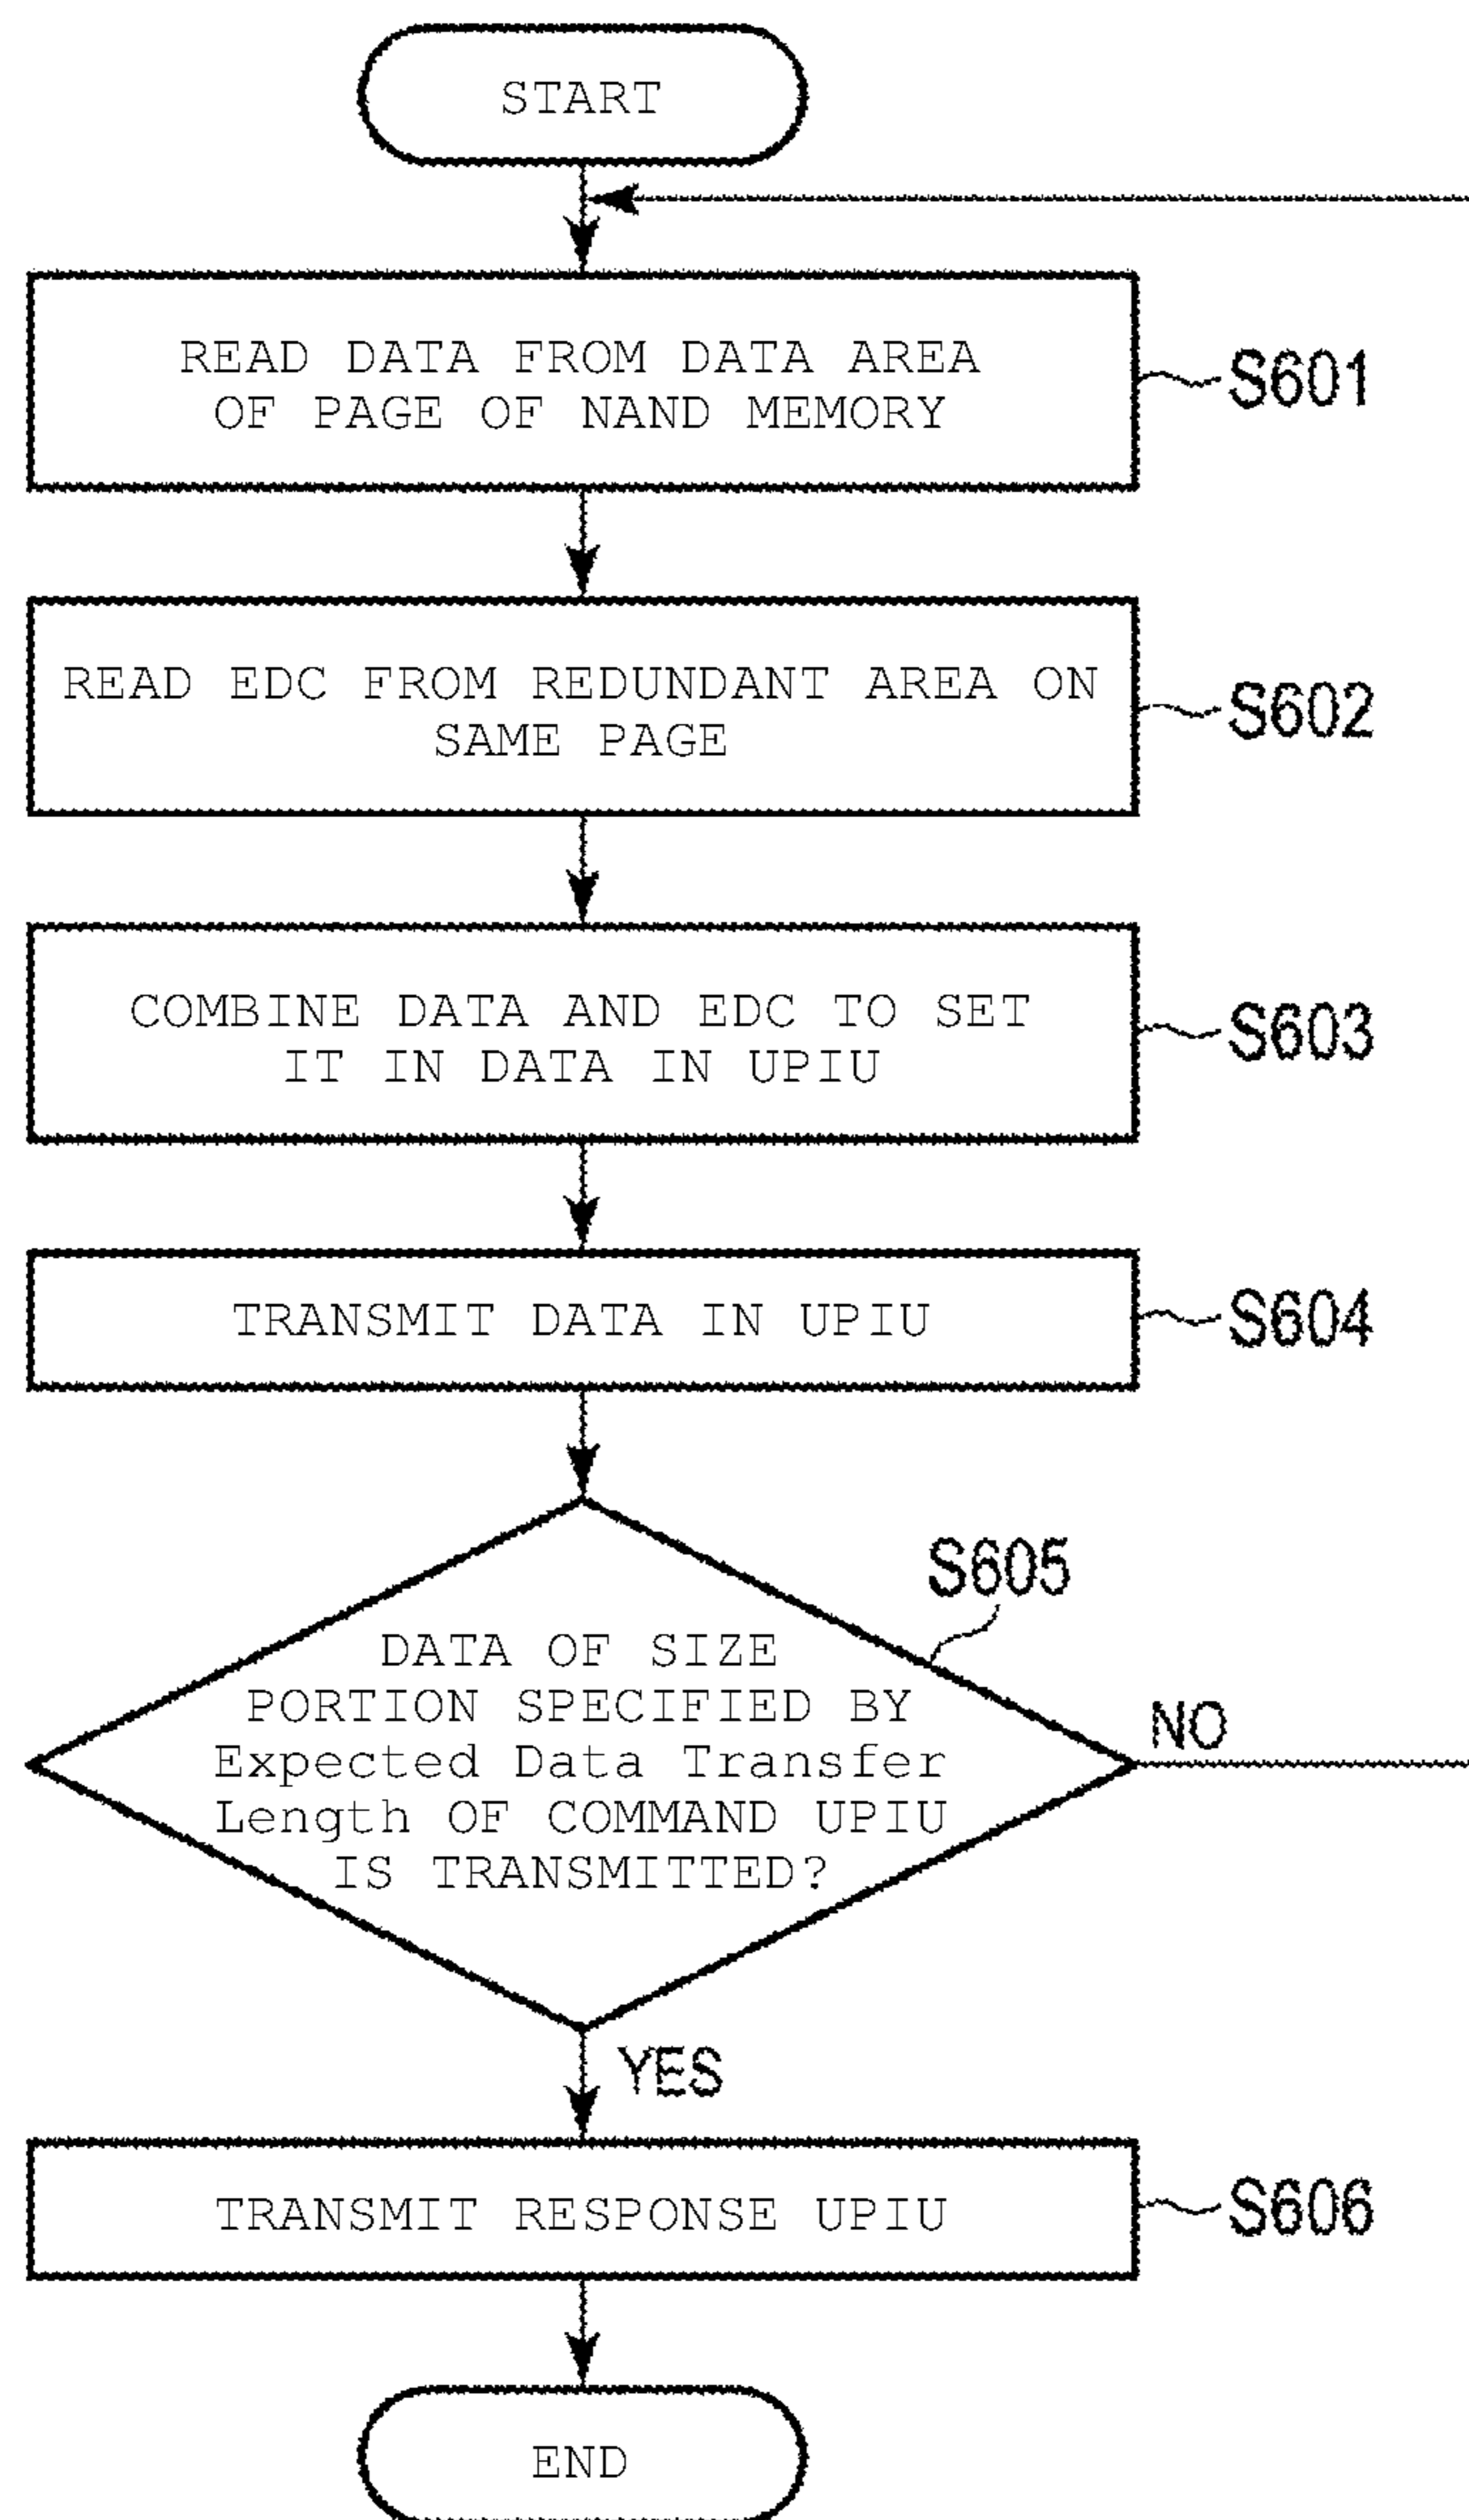 START
READ DATA FROM DATA AREA
OF PAGE OF NAND MEMORY
S601
READ EDC FROM REDUNDANT AREA ON
SAME PAGE
S602
COMBINE DATA AND EDC TO SET
IT IN DATA IN UPIU
S603
TRANSMIT DATA IN UPIU
S604
S605
DATA OF SIZE
PORTION SPECIFIED BY
Expected Data Transfer
Length OF COMMAND UPIU
IS TRANSMITTED?
NO
YES
TRANSMIT RESPONSE UPIU
S606
END